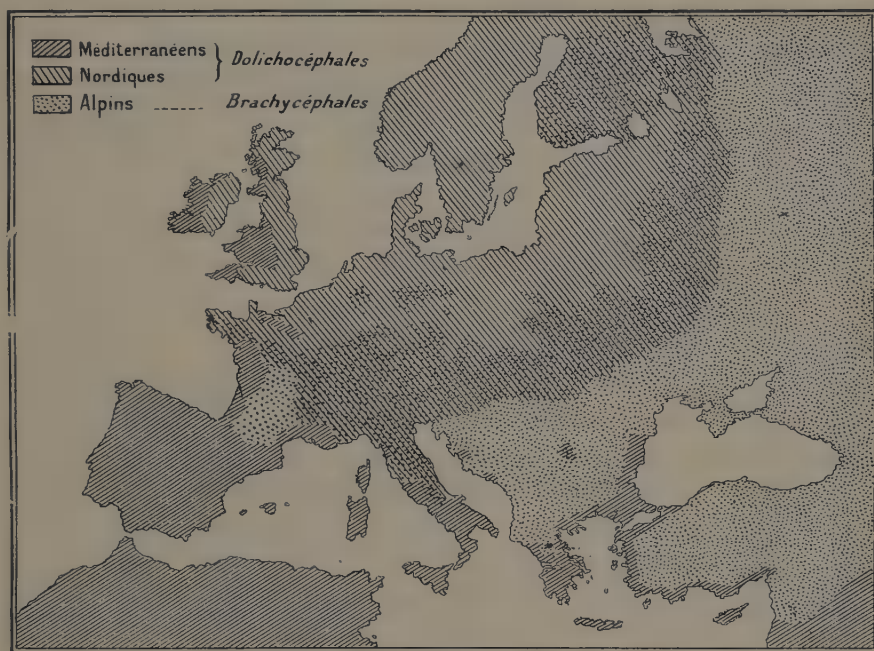 Méditerranéens } Dolichocéphales
Nordiques
Alpins ------ Brachycéphales